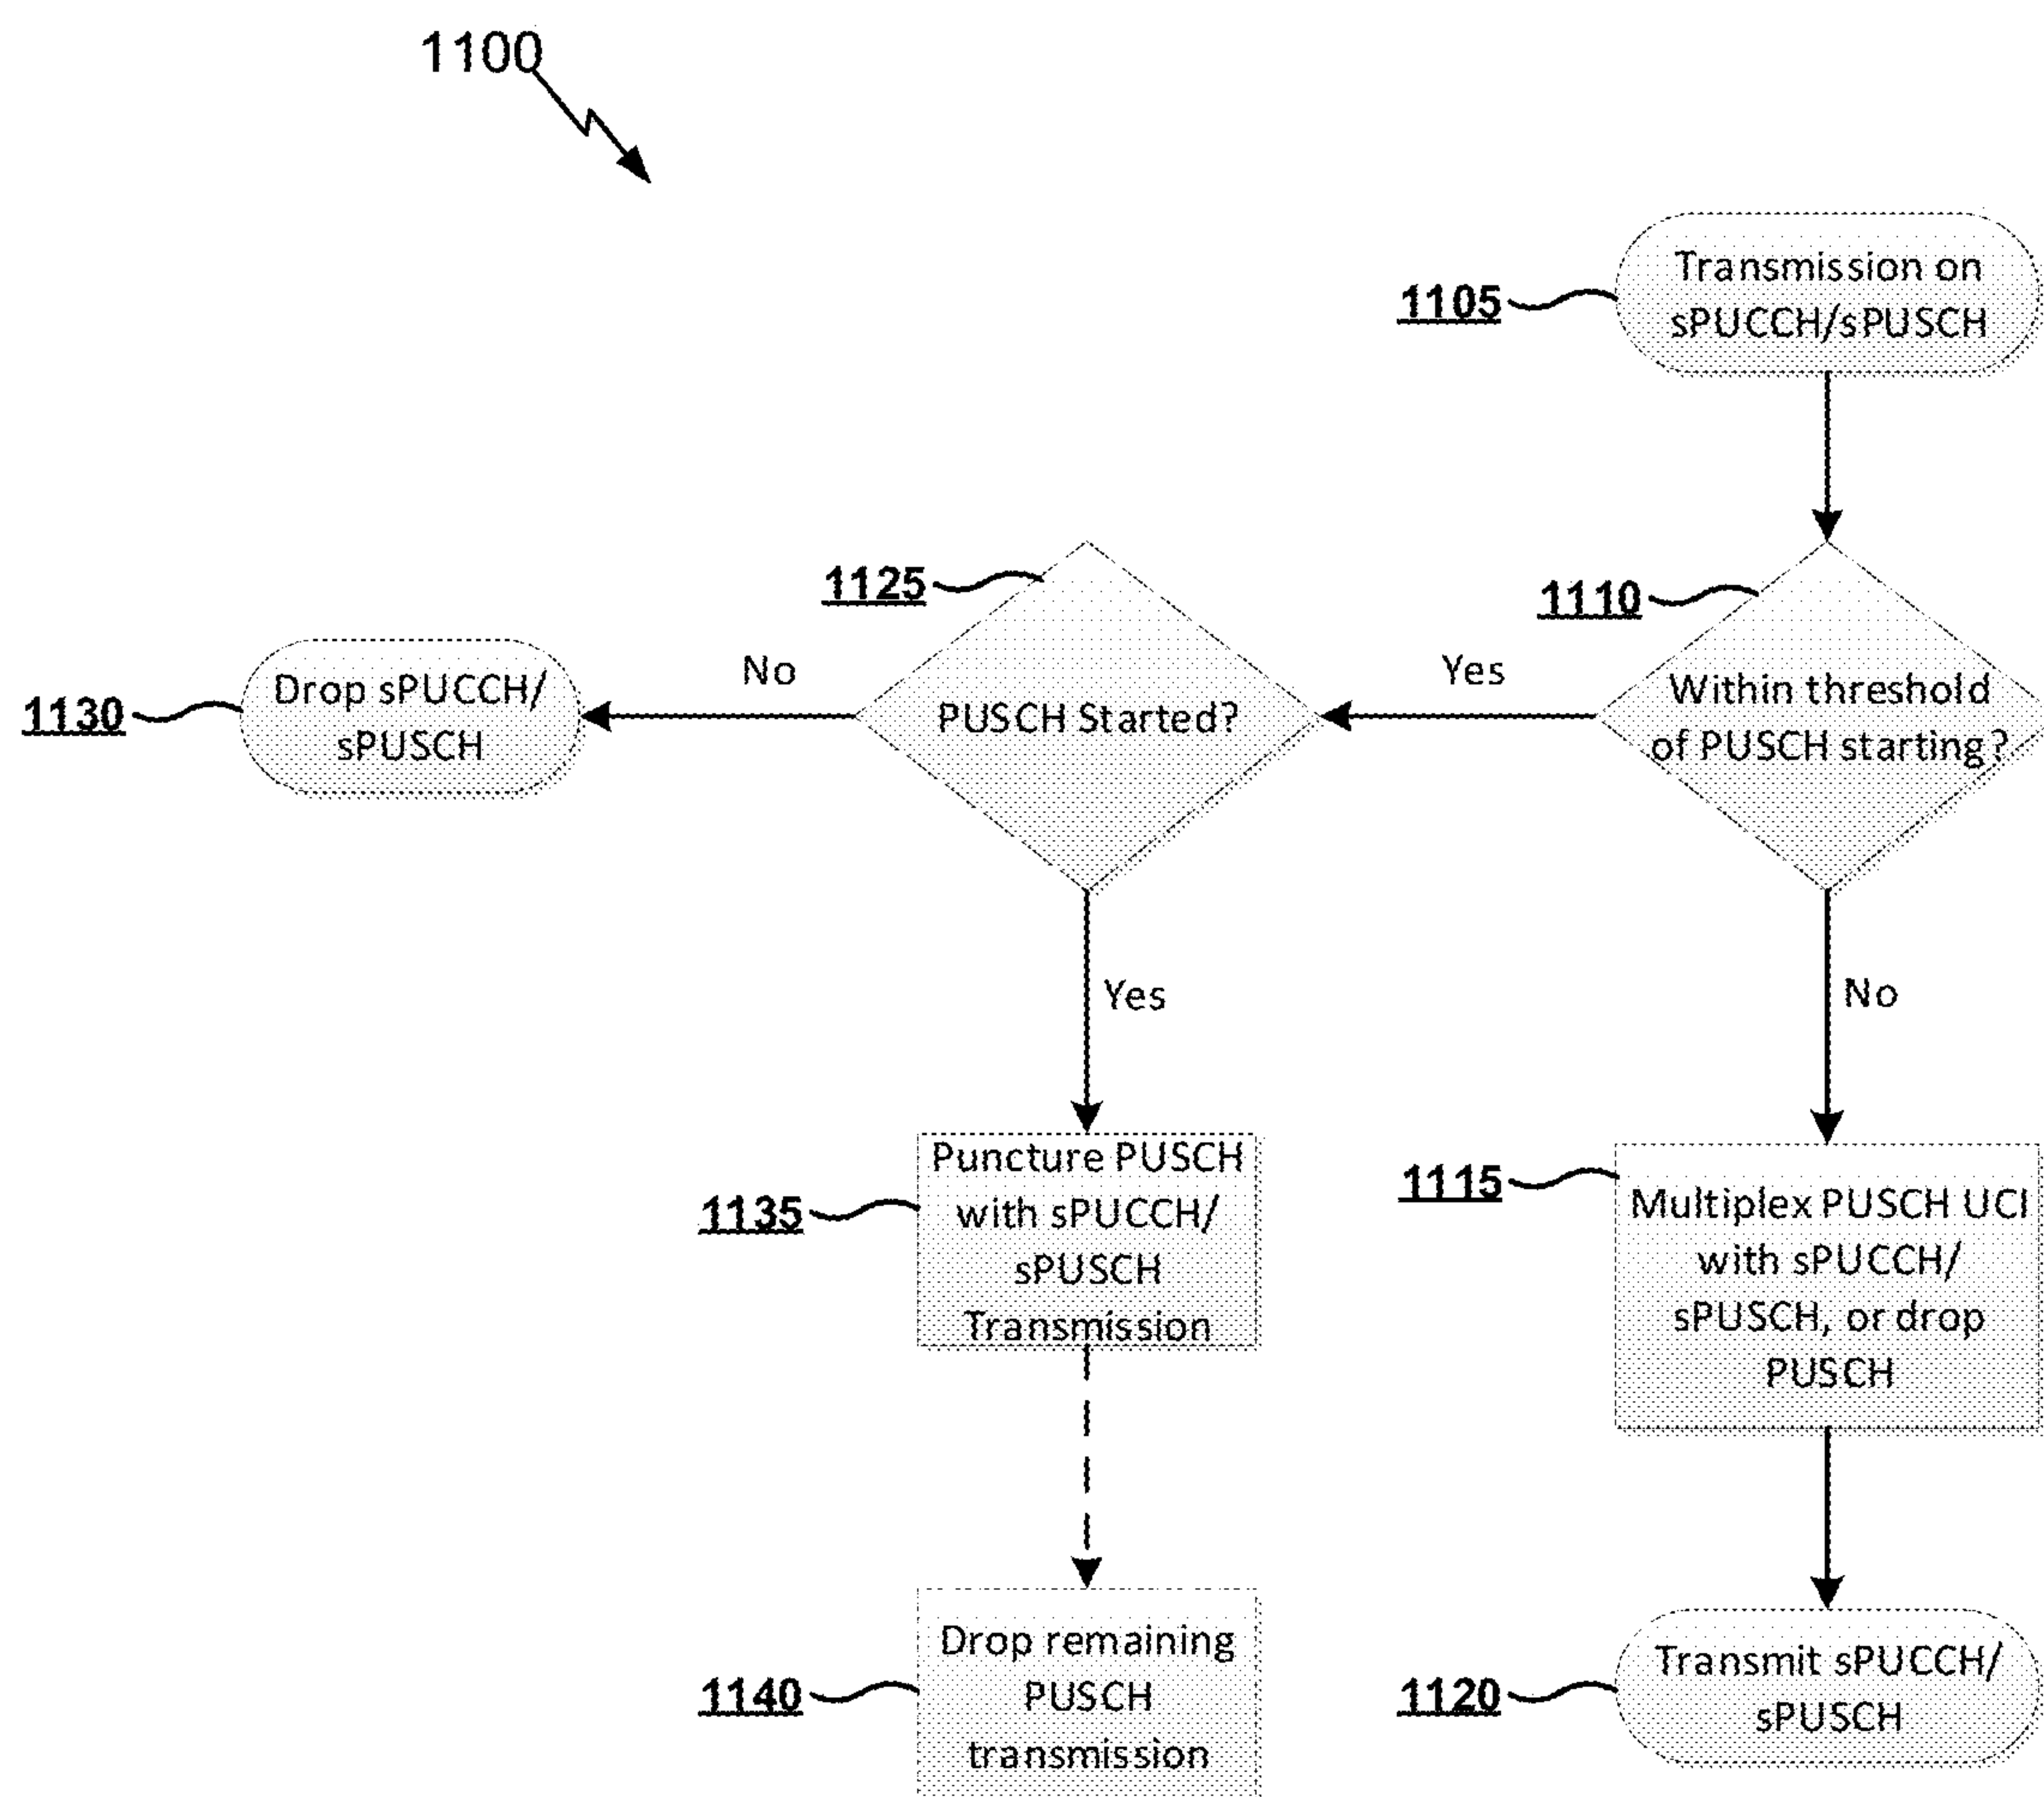 1100
1105
Transmission on
sPUCCH/sPUSCH
1110
Within threshold
of PUSCH starting?
Yes
No
1125
PUSCH Started?
No
Yes
1130
Drop sPUCCH/
sPUSCH
1135
Puncture PUSCH
with sPUCCH/
sPUSCH
Transmission
1115
Multiplex PUSCH UCI
with sPUCCH/
sPUSCH, or drop
PUSCH
1140
Drop remaining
PUSCH
transmission
1120
Transmit sPUCCH/
sPUSCH